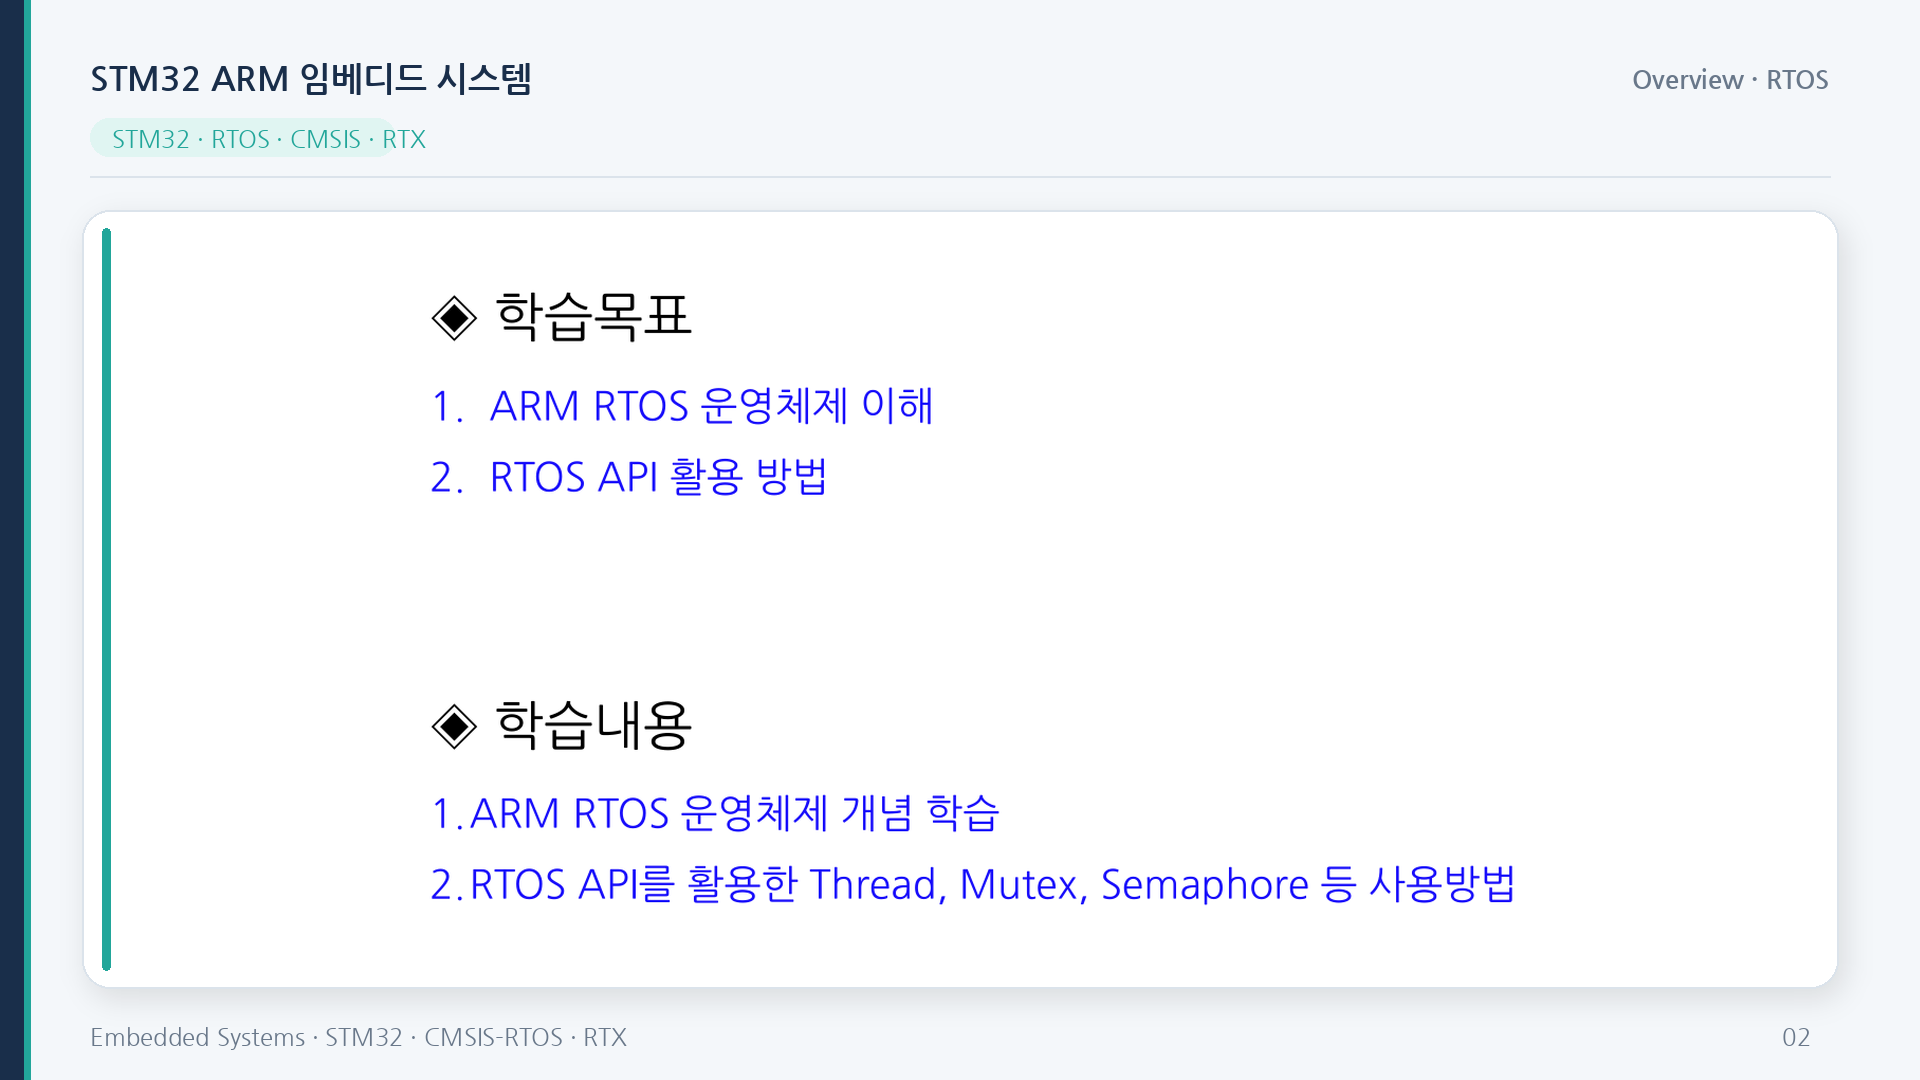 STM32 ARM 임베디드 시스템
Overview · RTOS
STM32 · RTOS · CMSIS · RTX
◈ 학습목표
1. ARM RTOS 운영체제 이해
2. RTOS API 활용 방법
◈ 학습내용
1. ARM RTOS 운영체제 개념 학습
2. RTOS API를 활용한 Thread, Mutex, Semaphore 등 사용방법
Embedded Systems · STM32 · CMSIS-RTOS · RTX
02